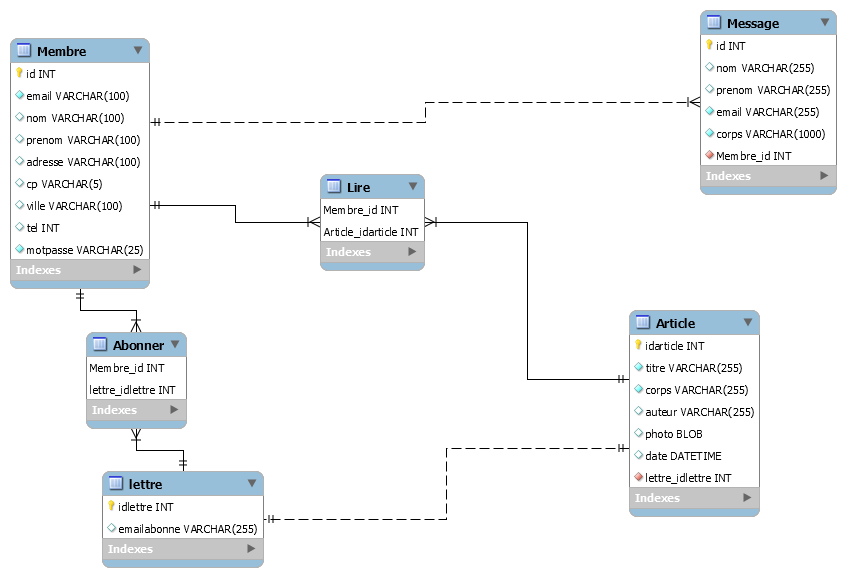 Membre
id INT
email VARCHAR(100)
nom VARCHAR(100)
prenom VARCHAR(100)
adresse VARCHAR(100)
cp VARCHAR(5)
ville VARCHAR(100)
tel INT
motpasse VARCHAR(25)
Indexes
Message
id INT
nom VARCHAR(255)
prenom VARCHAR(255)
email VARCHAR(255)
corps VARCHAR(1000)
Membre_id INT
Indexes
Lire
Membre_id INT
Article_idarticle INT
Indexes
Abonner
Membre_id INT
lettre_idlettre INT
Indexes
Article
idarticle INT
titre VARCHAR(255)
corps VARCHAR(255)
auteur VARCHAR(255)
photo BLOB
date DATETIME
lettre_idlettre INT
Indexes
lettre
idlettre INT
emailabonne VARCHAR(255)
Indexes